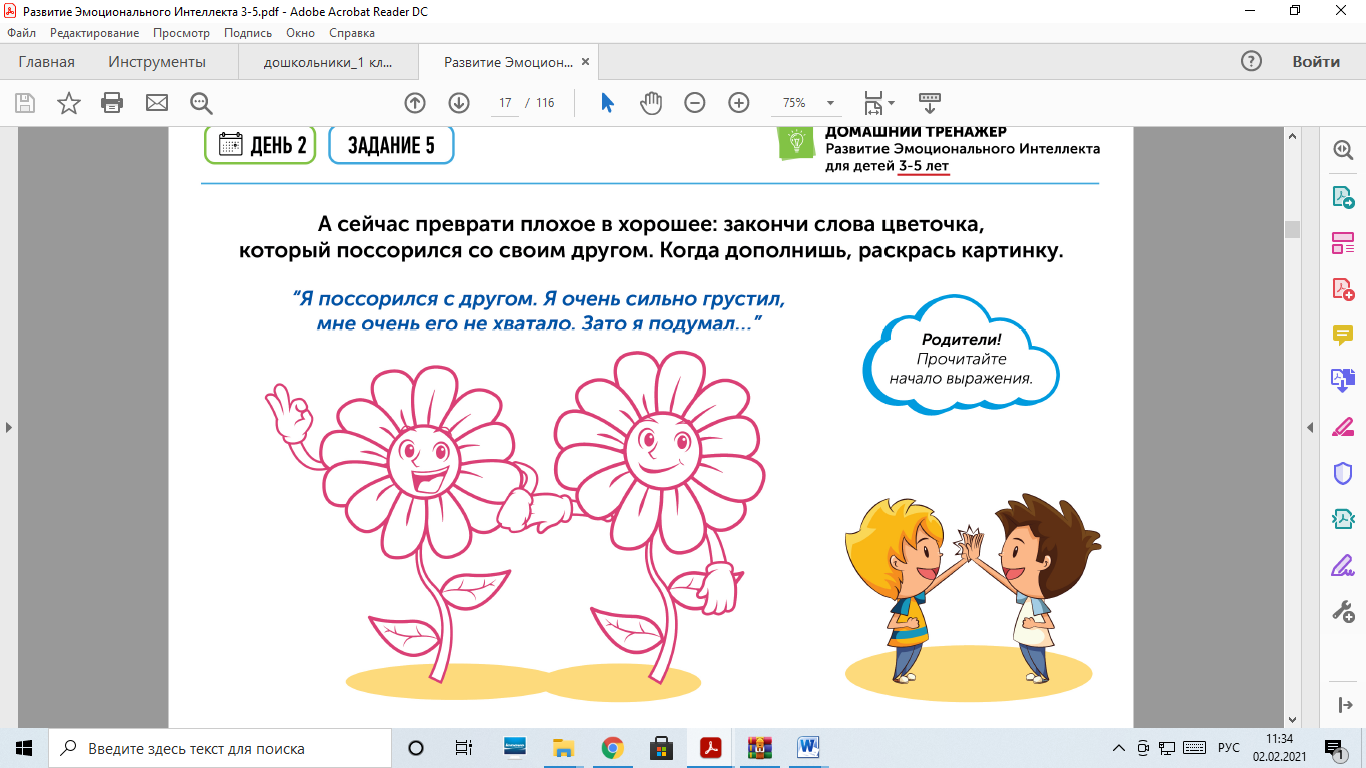 Развитие Эмоционального Интеллекта 3-5.pdf - Adobe Acrobat Reader DC
Файл Редактирование Просмотр Подпись Окно Справка
Главная Инструменты дошкольники_1 кл... Развитие Эмоцион... Войти
17 / 116 75%
ДЕНЬ 2 ЗАДАНИЕ 5
ДОМАШНИЙ ТРЕНАЖЕР
Развитие Эмоционального Интеллекта
для детей 3-5 лет
А сейчас преврати плохое в хорошее: закончи слова цветочка,
который поссорился со своим другом. Когда дополнишь, раскрась картинку.
“Я поссорился с другом. Я очень сильно грустил,
мне очень его не хватало. Зато я подумал...”
Родители!
Прочитайте
начало выражения.
Введите здесь текст для поиска
РУС
11:34
02.02.2021
1